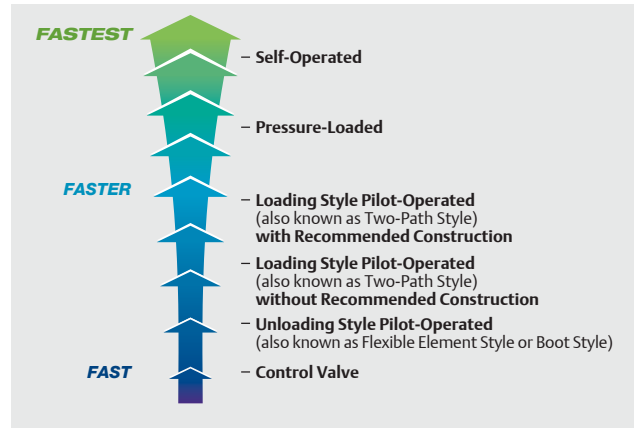 FASTEST
– Self-Operated
– Pressure-Loaded
FASTER
– Loading Style Pilot-Operated
(also known as Two-Path Style)
with Recommended Construction
– Loading Style Pilot-Operated
(also known as Two-Path Style)
without Recommended Construction
– Unloading Style Pilot-Operated
(also known as Flexible Element Style or Boot Style)
FAST
– Control Valve